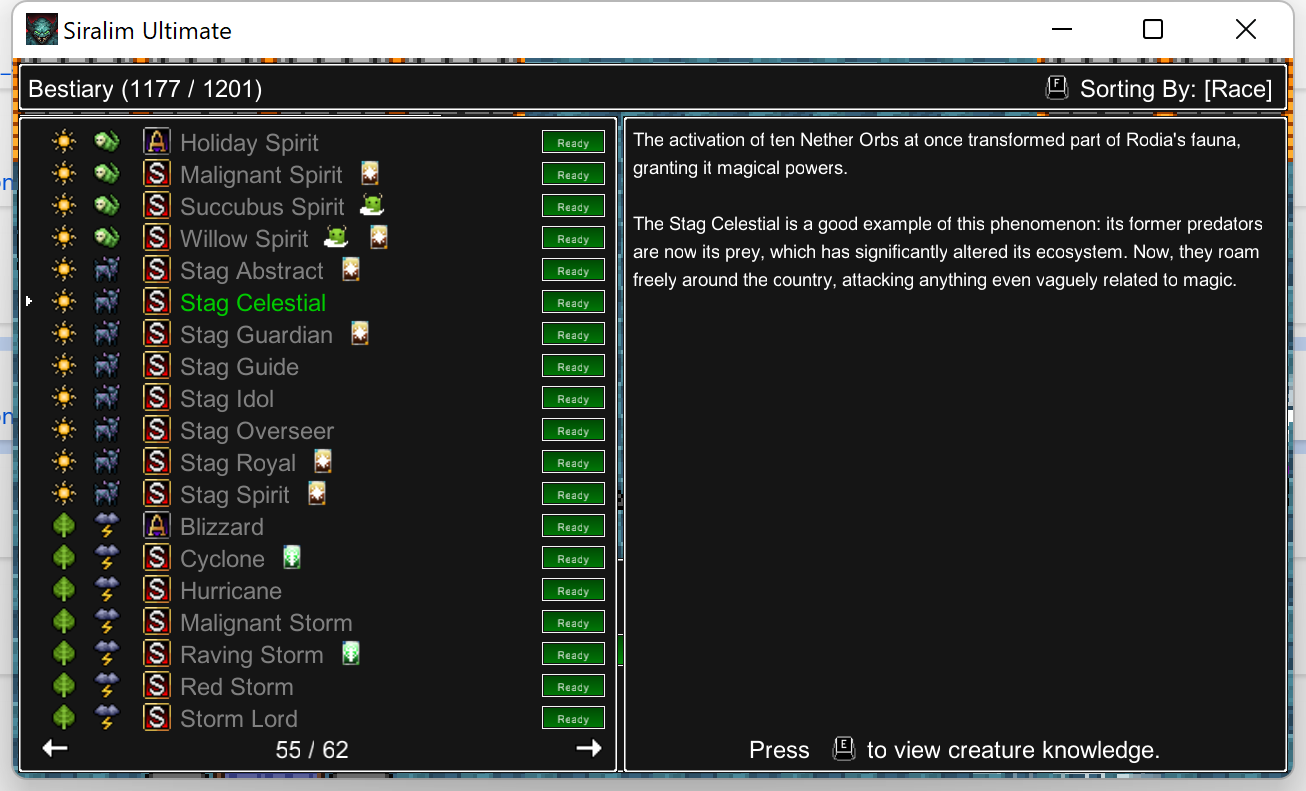 Siralim Ultimate
Bestiary (1177 / 1201)
F Sorting By: [Race]
A Holiday Spirit Ready
S Malignant Spirit Ready
S Succubus Spirit Ready
S Willow Spirit Ready
S Stag Abstract Ready
S Stag Celestial Ready
S Stag Guardian Ready
S Stag Guide Ready
S Stag Idol Ready
S Stag Overseer Ready
S Stag Royal Ready
S Stag Spirit Ready
A Blizzard Ready
S Cyclone Ready
S Hurricane Ready
S Malignant Storm Ready
S Raving Storm Ready
S Red Storm Ready
S Storm Lord Ready
55 / 62
The activation of ten Nether Orbs at once transformed part of Rodia's fauna,
granting it magical powers.
The Stag Celestial is a good example of this phenomenon: its former predators
are now its prey, which has significantly altered its ecosystem. Now, they roam
freely around the country, attacking anything even vaguely related to magic.
Press E to view creature knowledge.